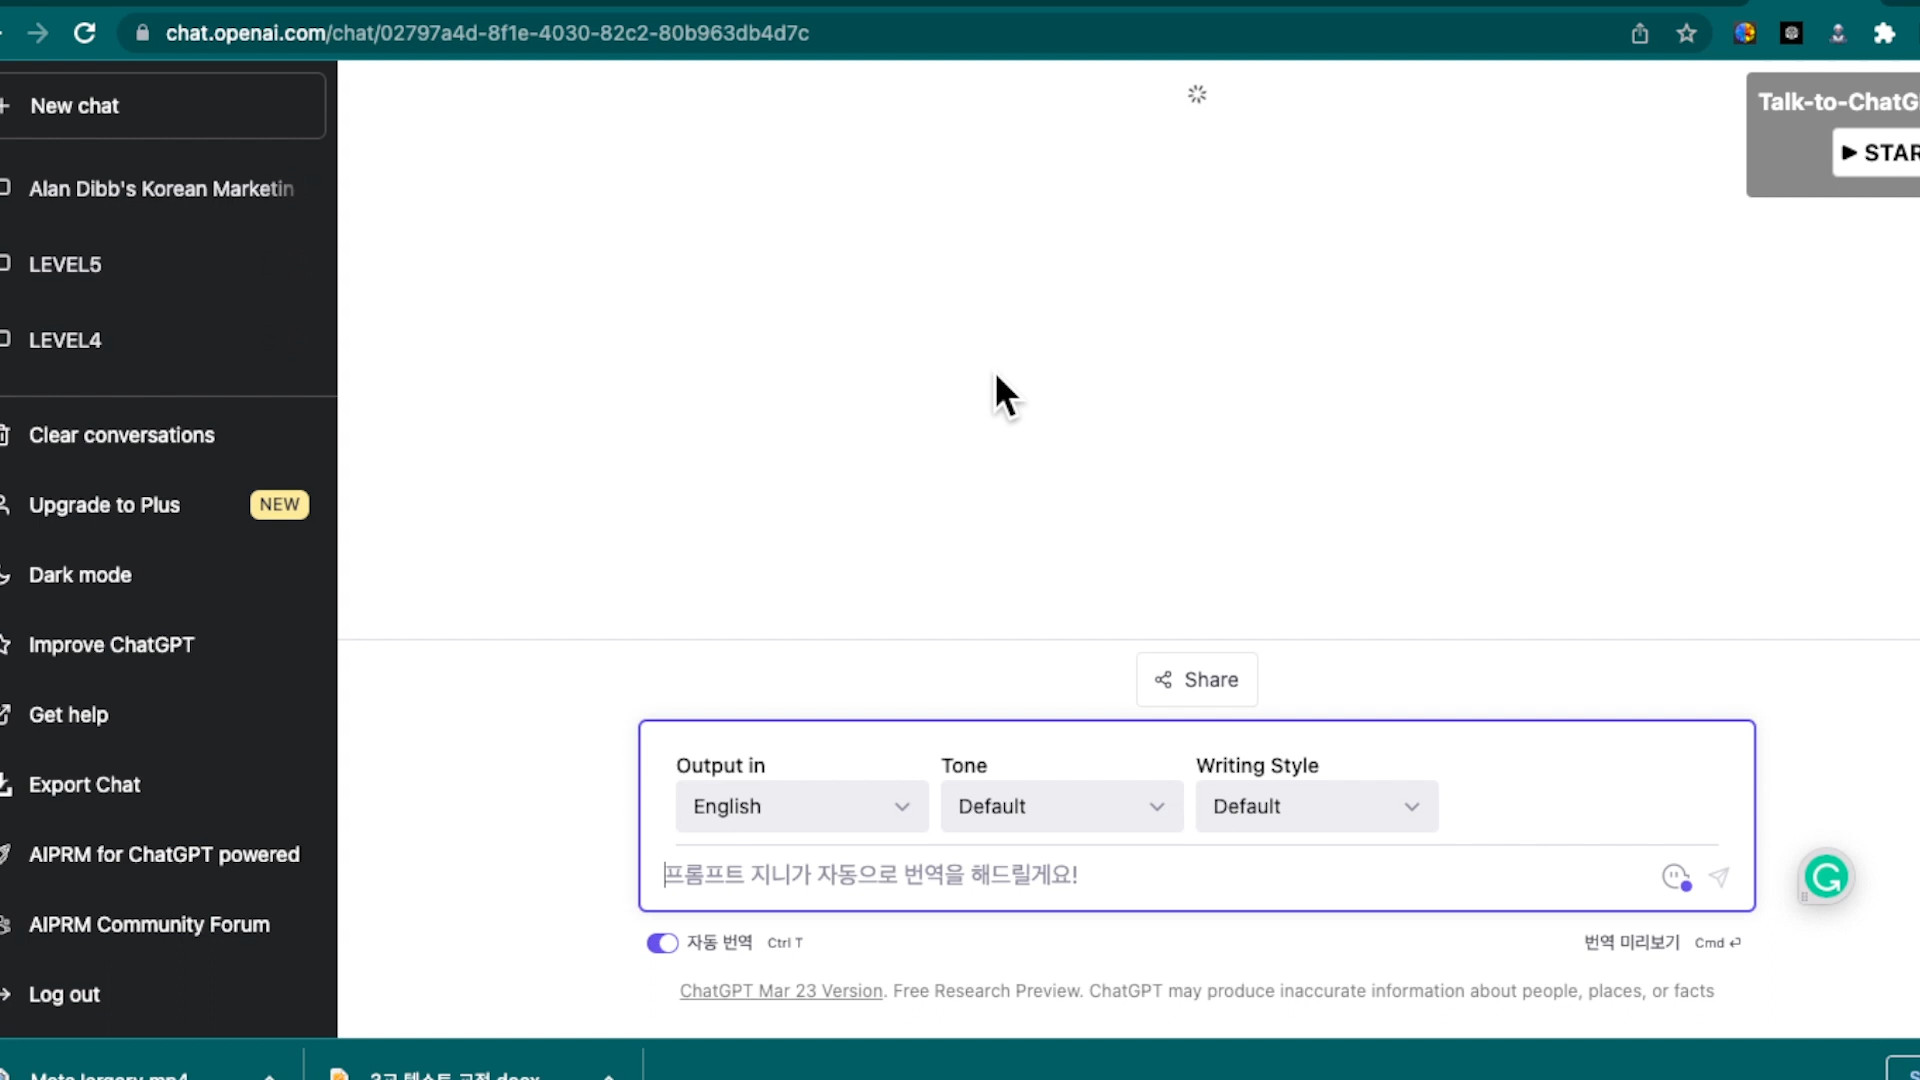 chat.openai.com/chat/02797a4d-8f1e-4030-82c2-80b963db4d7c
New chat
Alan Dibb's Korean Marketin
LEVEL5
LEVEL4
Clear conversations
Upgrade to Plus NEW
Dark mode
Improve ChatGPT
Get help
Export Chat
AIPRM for ChatGPT powered
AIPRM Community Forum
Log out
Talk-to-ChatG
▶ STAR
Share
Output in Tone Writing Style
English Default Default
프롬프트 지니가 자동으로 번역을 해드릴게요!
자동 번역 Ctrl T 번역 미리보기 Cmd ⏎
ChatGPT Mar 23 Version. Free Research Preview. ChatGPT may produce inaccurate information about people, places, or facts